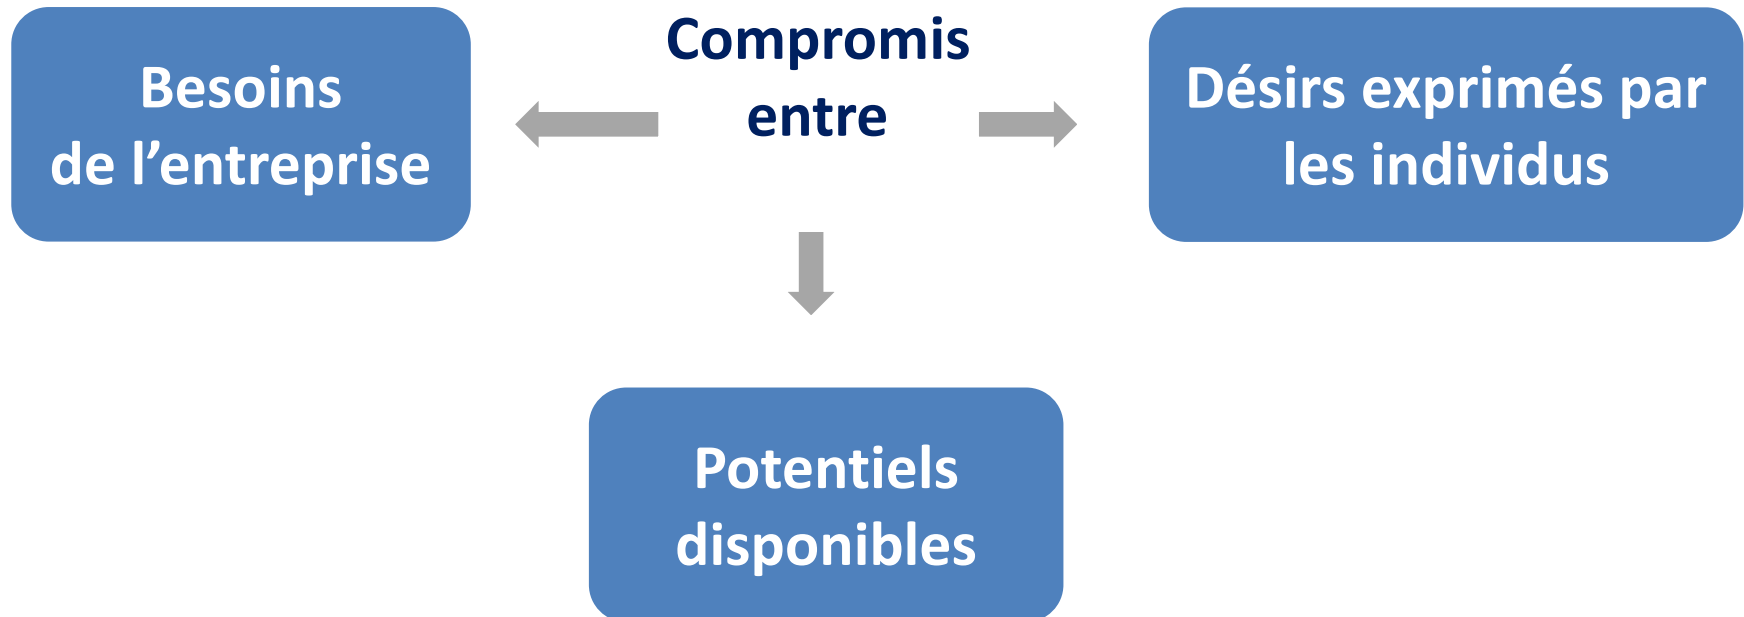 Besoins
de l’entreprise
Compromis
entre
Désirs exprimés par
les individus
Potentiels
disponibles